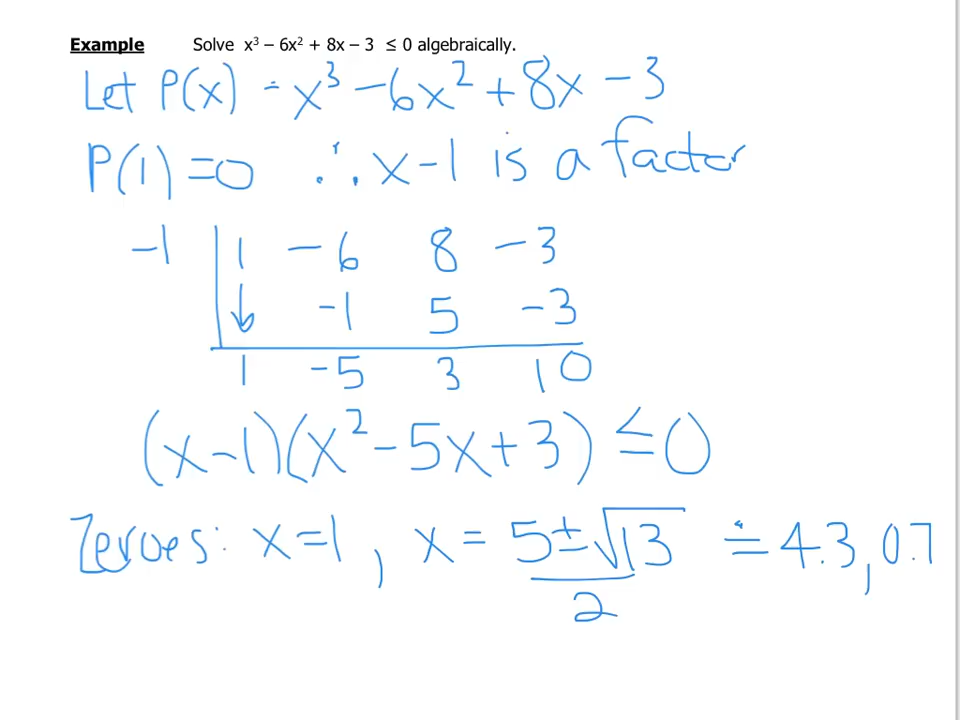 Example Solve x³ – 6x² + 8x – 3 ≤ 0 algebraically.
Let P(x) = x³ - 6x² + 8x - 3
P(1) = 0 ∴ x - 1 is a factor
-1 | 1 -6 8 -3
↓ -1 5 -3
1 -5 3 | 0
(x-1)(x² - 5x + 3) ≤ 0
Zeroes: x = 1, x = (5 ± √13)/2 ≐ 4.3, 0.7